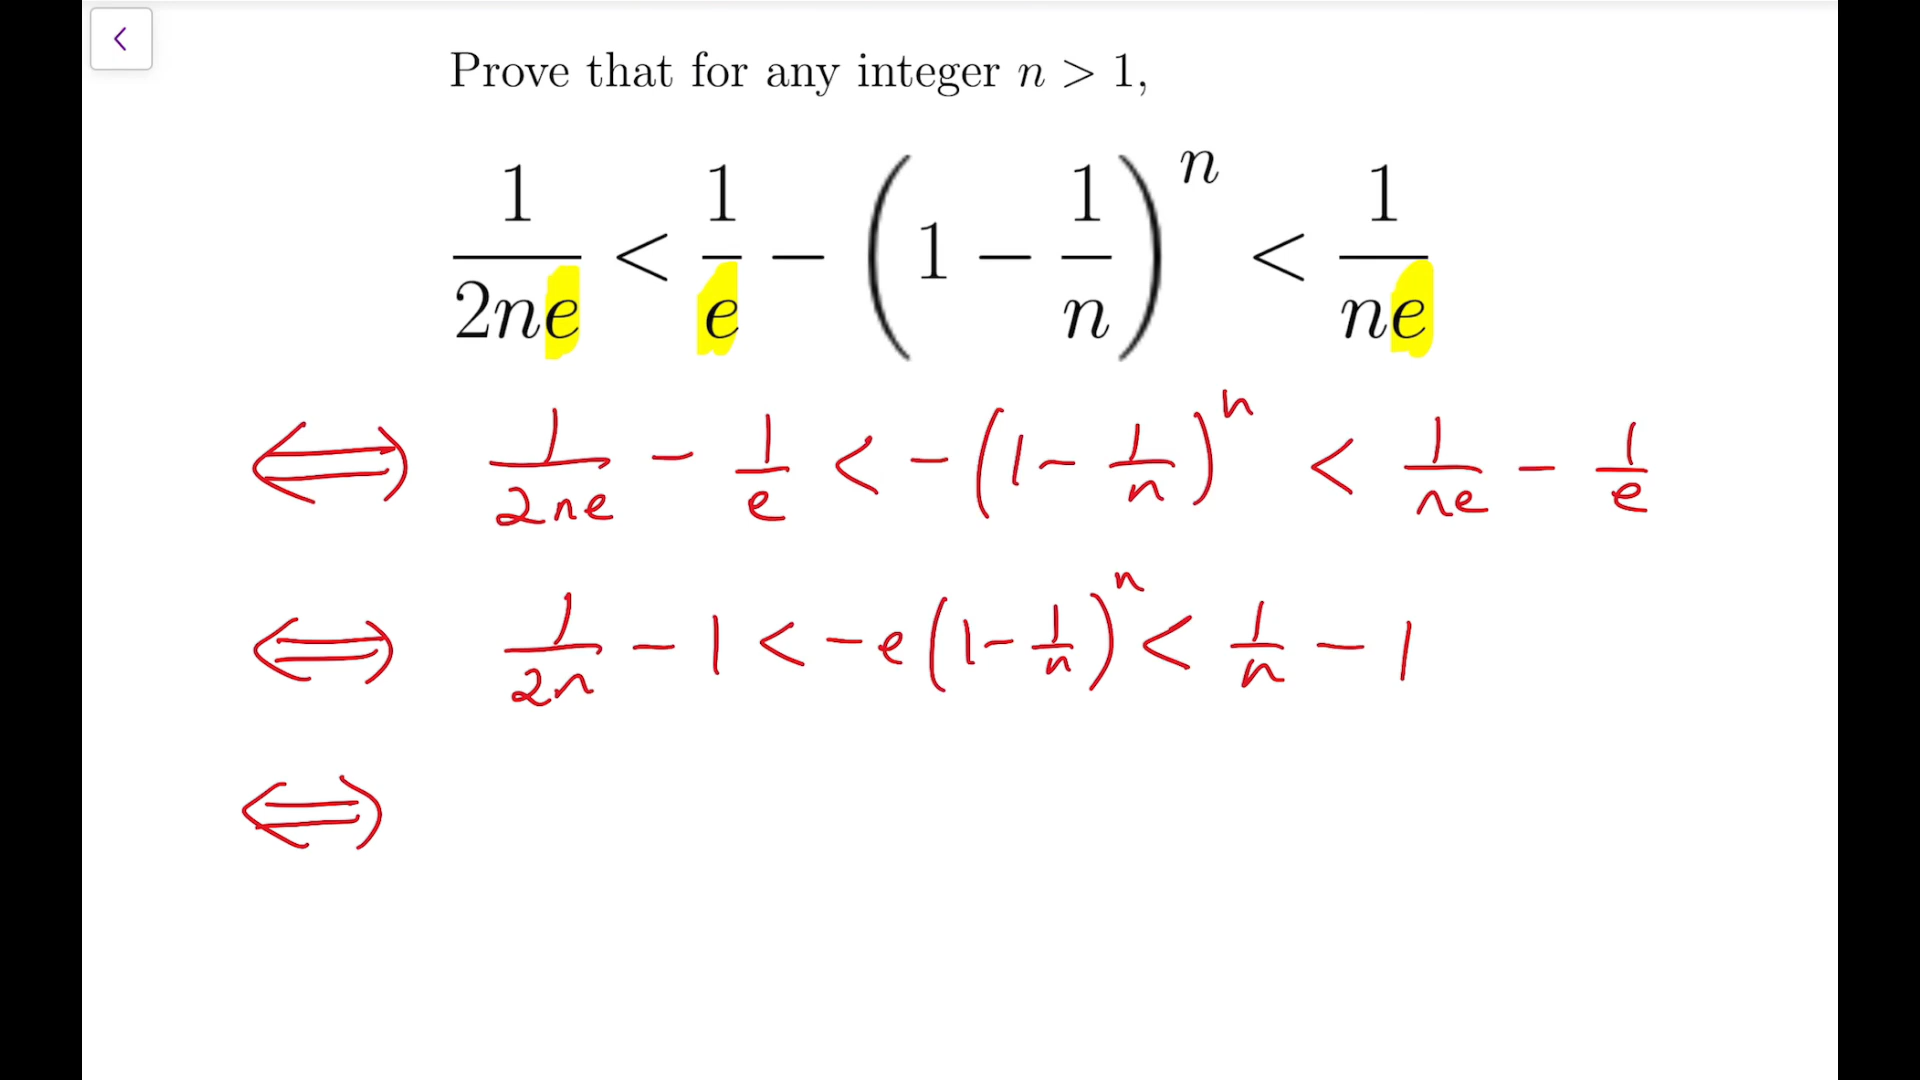 Prove that for any integer n > 1,
1/(2ne) < 1/e − (1 − 1/n)^n < 1/(ne)
⟺ 1/(2ne) − 1/e < −(1 − 1/n)^n < 1/(ne) − 1/e
⟺ 1/(2n) − 1 < −e(1 − 1/n)^n < 1/n − 1
⟺